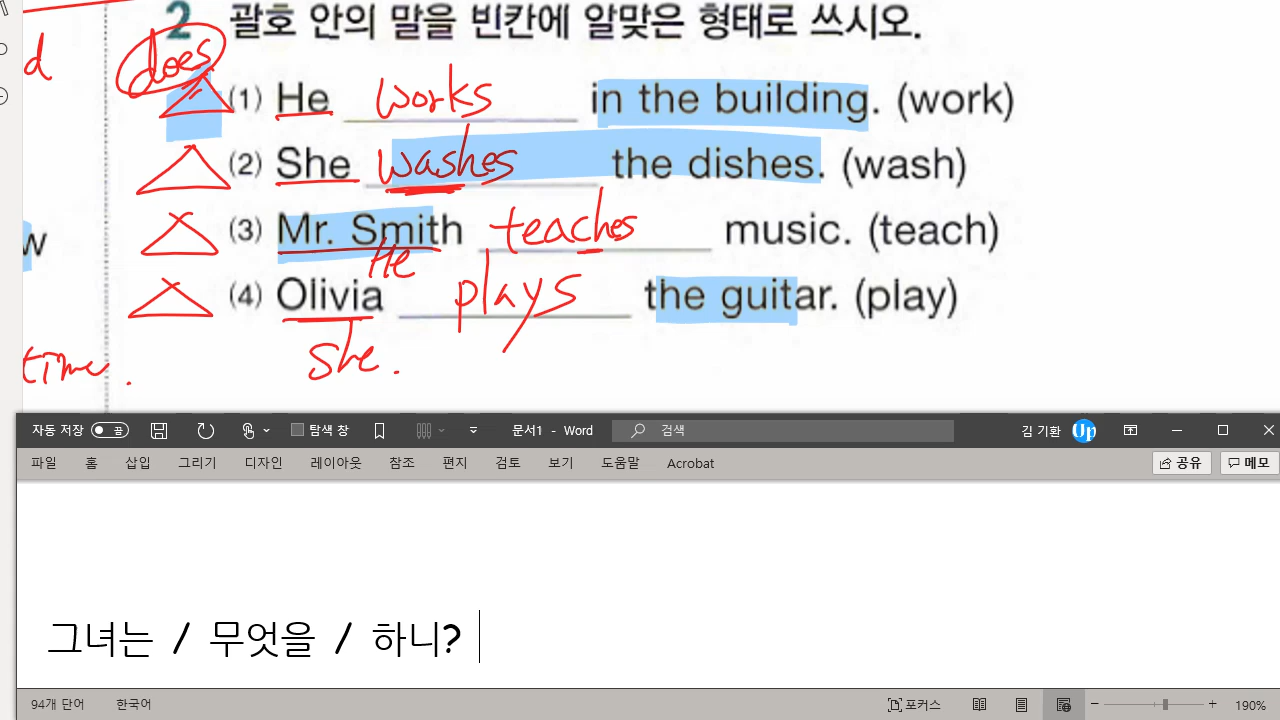 2 괄호 안의 말을 빈칸에 알맞은 형태로 쓰시오.
d
does
(1) He works in the building. (work)
(2) She washes the dishes. (wash)
(3) Mr. Smith teaches music. (teach)
w
He
(4) Olivia plays the guitar. (play)
She.
time.
자동 저장 끔 탐색 창 문서1 - Word 검색 김 기환 Up
파일 홈 삽입 그리기 디자인 레이아웃 참조 편지 검토 보기 도움말 Acrobat 공유 메모
그녀는 / 무엇을 / 하니?
94개 단어 한국어 포커스 190%